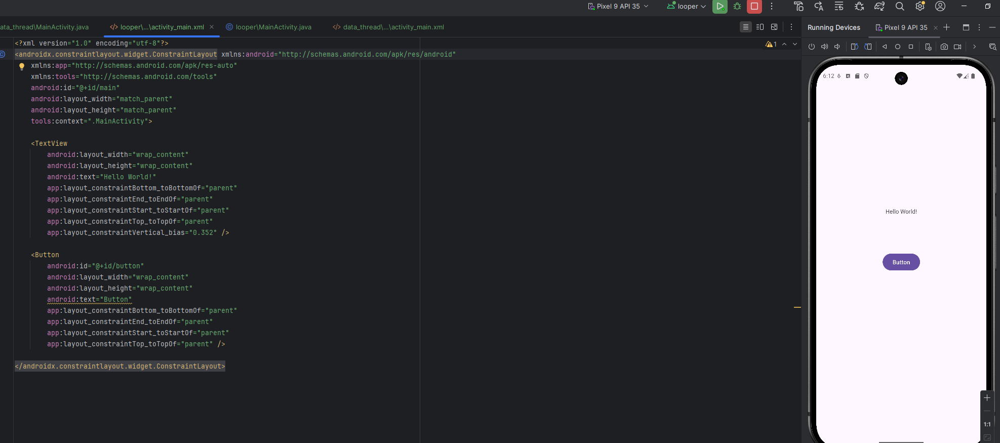 Pixel 9 API 35
looper
ata_thread\MainActivity.java
looper\...\activity_main.xml
looper\MainActivity.java
data_thread\...\activity_main.xml
Running Devices
Pixel 9 API 35
1
<?xml version="1.0" encoding="utf-8"?>
<androidx.constraintlayout.widget.ConstraintLayout xmlns:android="http://schemas.android.com/apk/res/android"
xmlns:app="http://schemas.android.com/apk/res-auto"
xmlns:tools="http://schemas.android.com/tools"
android:id="@+id/main"
android:layout_width="match_parent"
android:layout_height="match_parent"
tools:context=".MainActivity">
<TextView
android:layout_width="wrap_content"
android:layout_height="wrap_content"
android:text="Hello World!"
app:layout_constraintBottom_toBottomOf="parent"
app:layout_constraintEnd_toEndOf="parent"
app:layout_constraintStart_toStartOf="parent"
app:layout_constraintTop_toTopOf="parent"
app:layout_constraintVertical_bias="0.352" />
<Button
android:id="@+id/button"
android:layout_width="wrap_content"
android:layout_height="wrap_content"
android:text="Button"
app:layout_constraintBottom_toBottomOf="parent"
app:layout_constraintEnd_toEndOf="parent"
app:layout_constraintStart_toStartOf="parent"
app:layout_constraintTop_toTopOf="parent" />
</androidx.constraintlayout.widget.ConstraintLayout>
6:12
Hello World!
Button
1:1